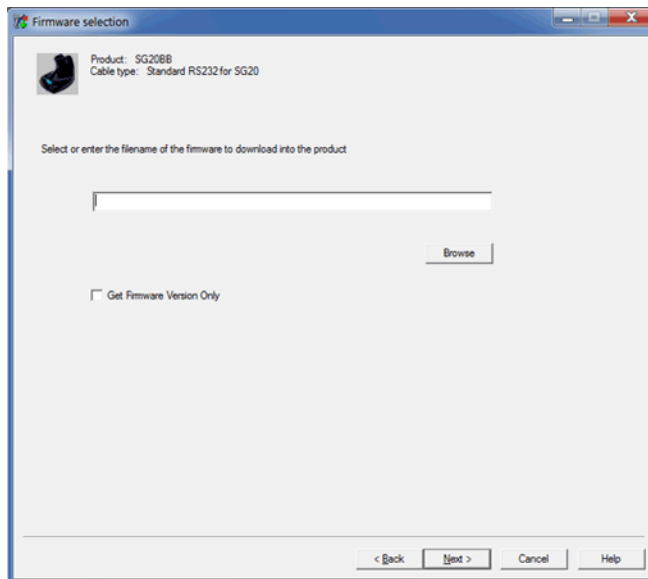 Firmware selection
Product: SG20BB
Cable type: Standard RS232 for SG20
Select or enter the filename of the firmware to download into the product
Browse
Get Firmware Version Only
< Back
Next >
Cancel
Help